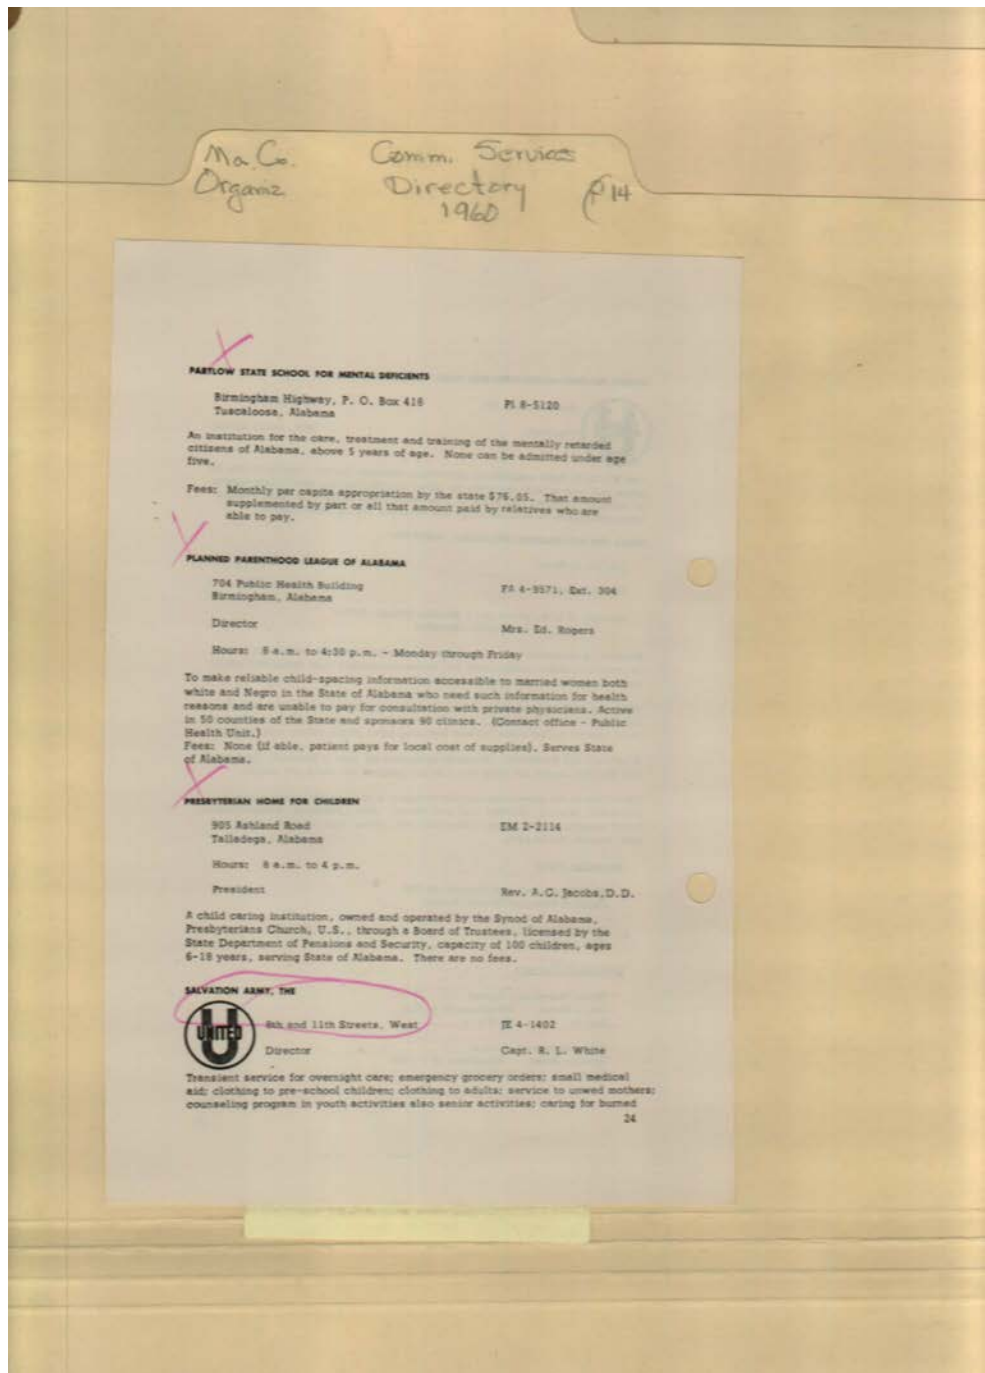 Ma. Co. Comm. Services
Organiz. Directory (P 14
1960
PARTLOW STATE SCHOOL FOR MENTAL DEFICIENTS
Birmingham Highway, P. O. Box 416 Pl 8-5120
Tuscaloosa, Alabama
An institution for the care, treatment and training of the mentally retarded
citizens of Alabama, above 5 years of age. None can be admitted under age
five.
Fees: Monthly per capita appropriation by the state $76.05. That amount
supplemented by part or all that amount paid by relatives who are
able to pay.
PLANNED PARENTHOOD LEAGUE OF ALABAMA
704 Public Health Building 4-9571, Ext. 304
Birmingham, Alabama
Director Mrs. Ed. Rogers
Hours: 8 a.m. to 4:30 p.m. - Monday through Friday
To make reliable child-spacing information accessible to married women both
white and Negro in the State of Alabama who need such information for health
reasons and are unable to pay for consultation with private physicians. Active
in 50 counties of the State and sponsors 90 clinics. (Contact office - Public
Health Unit.)
Fees: None (if able, patient pays for local cost of supplies). Serves State
of Alabama.
PRESBYTERIAN HOME FOR CHILDREN
905 Ashland Road EM 2-2114
Talladega, Alabama
Hours: 8 a.m. to 4 p.m.
President Rev. A.C. Jacobs, D.D.
A child caring institution, owned and operated by the Synod of Alabama,
Presbyterians Church, U.S., through a Board of Trustees, licensed by the
State Department of Pensions and Security, capacity of 100 children, ages
6-18 years, serving State of Alabama. There are no fees.
SALVATION ARMY, THE
UNITED 8th and 11th Streets, West TE 4-1402
Director Capt. R. L. White
Transient service for overnight care; emergency grocery orders; small medical
aid; clothing to pre-school children; clothing to adults; service to unwed mothers;
counseling program in youth activities also senior activities; caring for burned
24